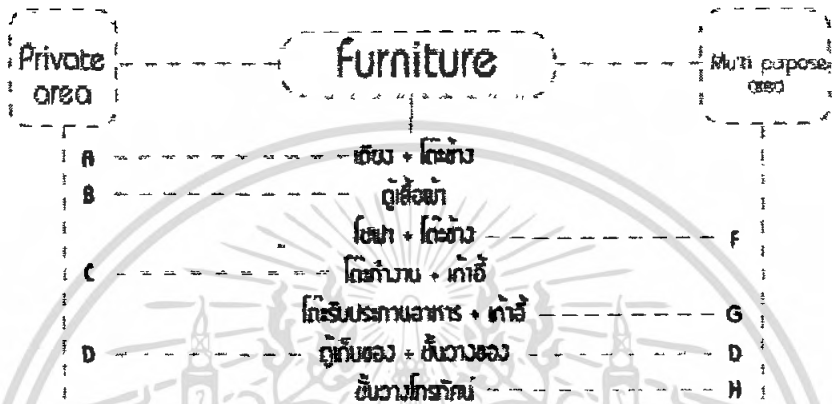 Private area
Furniture
Multi purpose area
A เตียง + โต๊ะข้าง
B ตู้เสื้อผ้า
โซฟา + โต๊ะข้าง F
C โต๊ะทำงาน + เก้าอี้
โต๊ะรับประทานอาหาร + เก้าอี้ G
D ตู้เก็บของ + ชั้นวางของ D
ชั้นวางโทรทัศน์ H